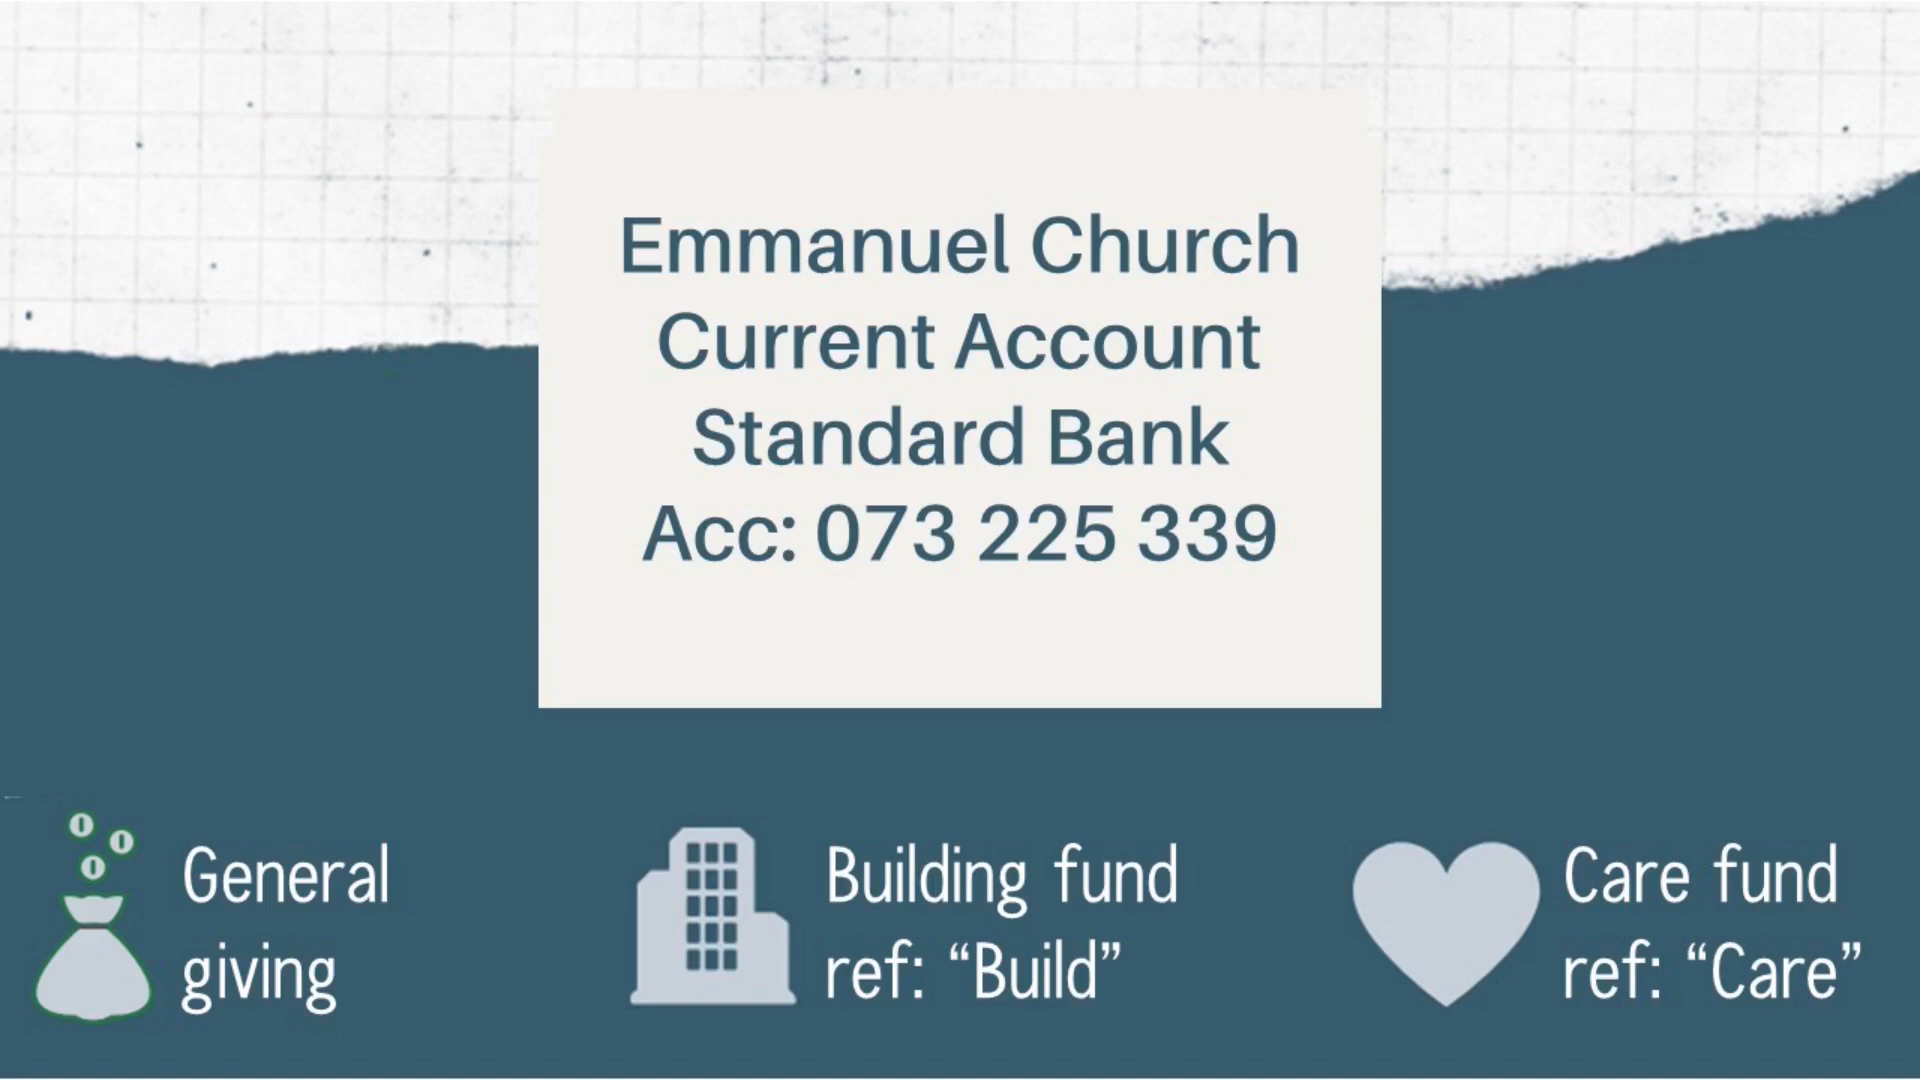 Emmanuel Church
Current Account
Standard Bank
Acc: 073 225 339
General
giving
Building fund
ref: “Build”
Care fund
ref: “Care”